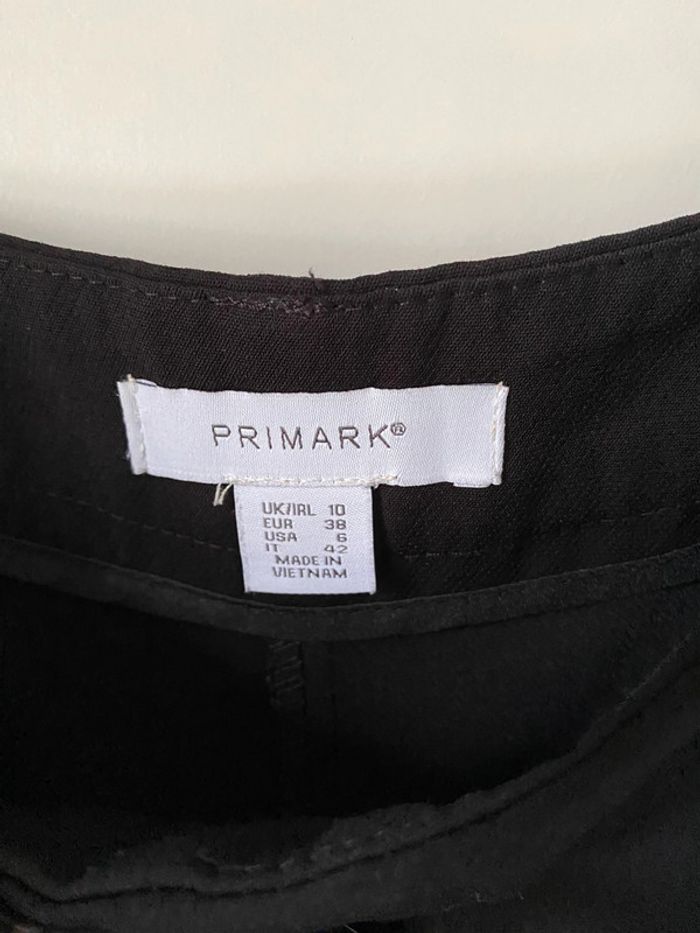 PRIMARK®
UK/IRL 10
EUR 38
USA 6
IT 42
MADE IN
VIETNAM